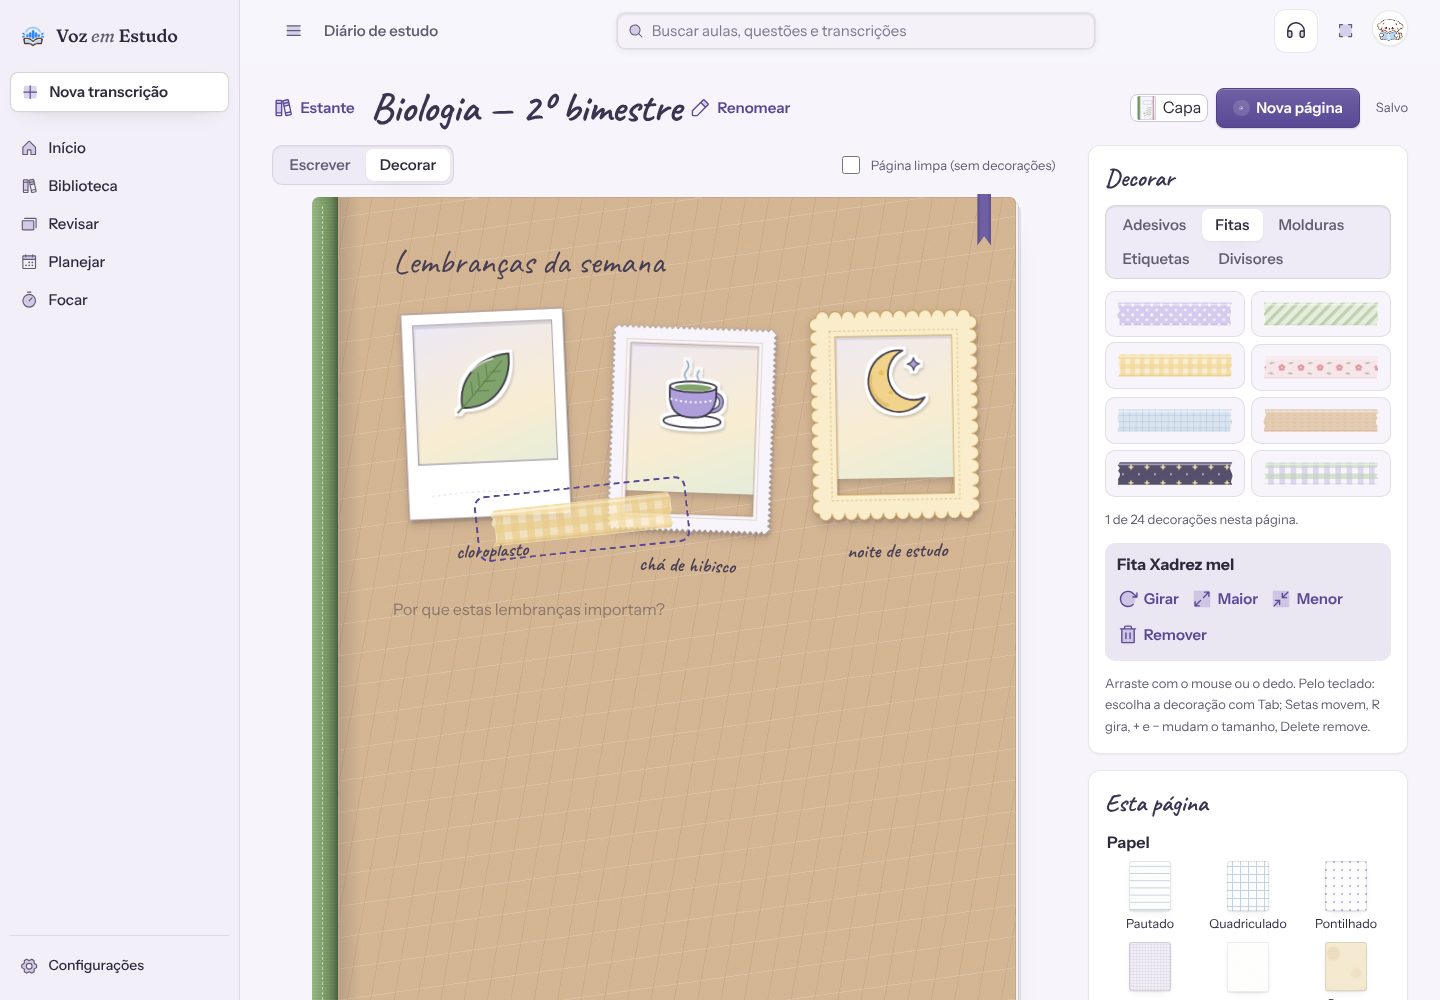 Voz em Estudo
Diário de estudo
Buscar aulas, questões e transcrições
Nova transcrição
Início
Biblioteca
Revisar
Planejar
Focar
Configurações
Estante
Biologia – 2º bimestre
Renomear
Capa
Nova página
Salvo
Escrever
Decorar
Página limpa (sem decorações)
Lembranças da semana
cloroplasto
chá de hibisco
noite de estudo
Por que estas lembranças importam?
Decorar
Adesivos
Fitas
Molduras
Etiquetas
Divisores
1 de 24 decorações nesta página.
Fita Xadrez mel
Girar
Maior
Menor
Remover
Arraste com o mouse ou o dedo. Pelo teclado:
escolha a decoração com Tab; Setas movem, R
gira, + e − mudam o tamanho, Delete remove.
Esta página
Papel
Pautado
Quadriculado
Pontilhado